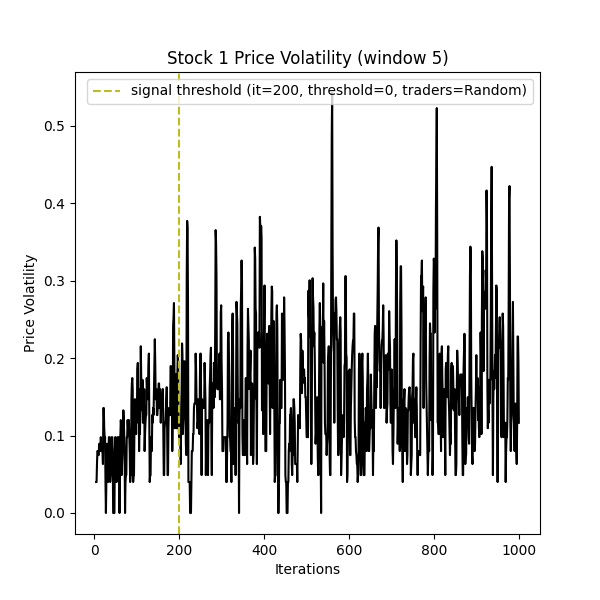 Stock 1 Price Volatility (window 5)
signal threshold (it=200, threshold=0, traders=Random)
0.5
0.4
0.3
0.2
0.1
0.0
Price Volatility
0 200 400 600 800 1000
Iterations